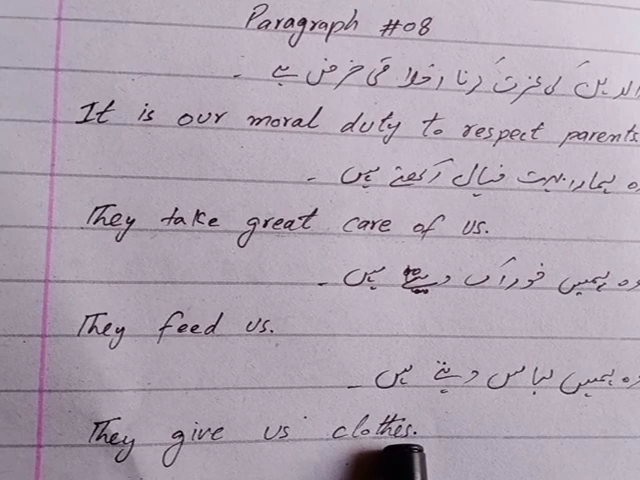 Paragraph #08
والدین کی عزت کرنا اخلاقی فرض ہے ۔
It is our moral duty to respect parents
وہ ہمارا بہت خیال رکھتے ہیں ۔
They take great care of us.
وہ ہمیں خوراک دیتے ہیں ۔
They feed us.
وہ ہمیں لباس دیتے ہیں ۔
They give us clothes.